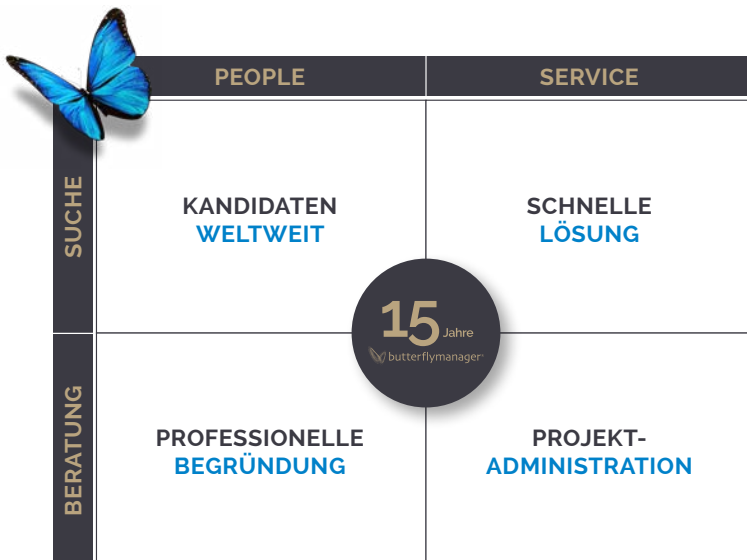 PEOPLE
SERVICE
SUCHE
KANDIDATEN
WELTWEIT
SCHNELLE
LÖSUNG
15 Jahre
butterflymanager
BERATUNG
PROFESSIONELLE
BEGRÜNDUNG
PROJEKT-
ADMINISTRATION